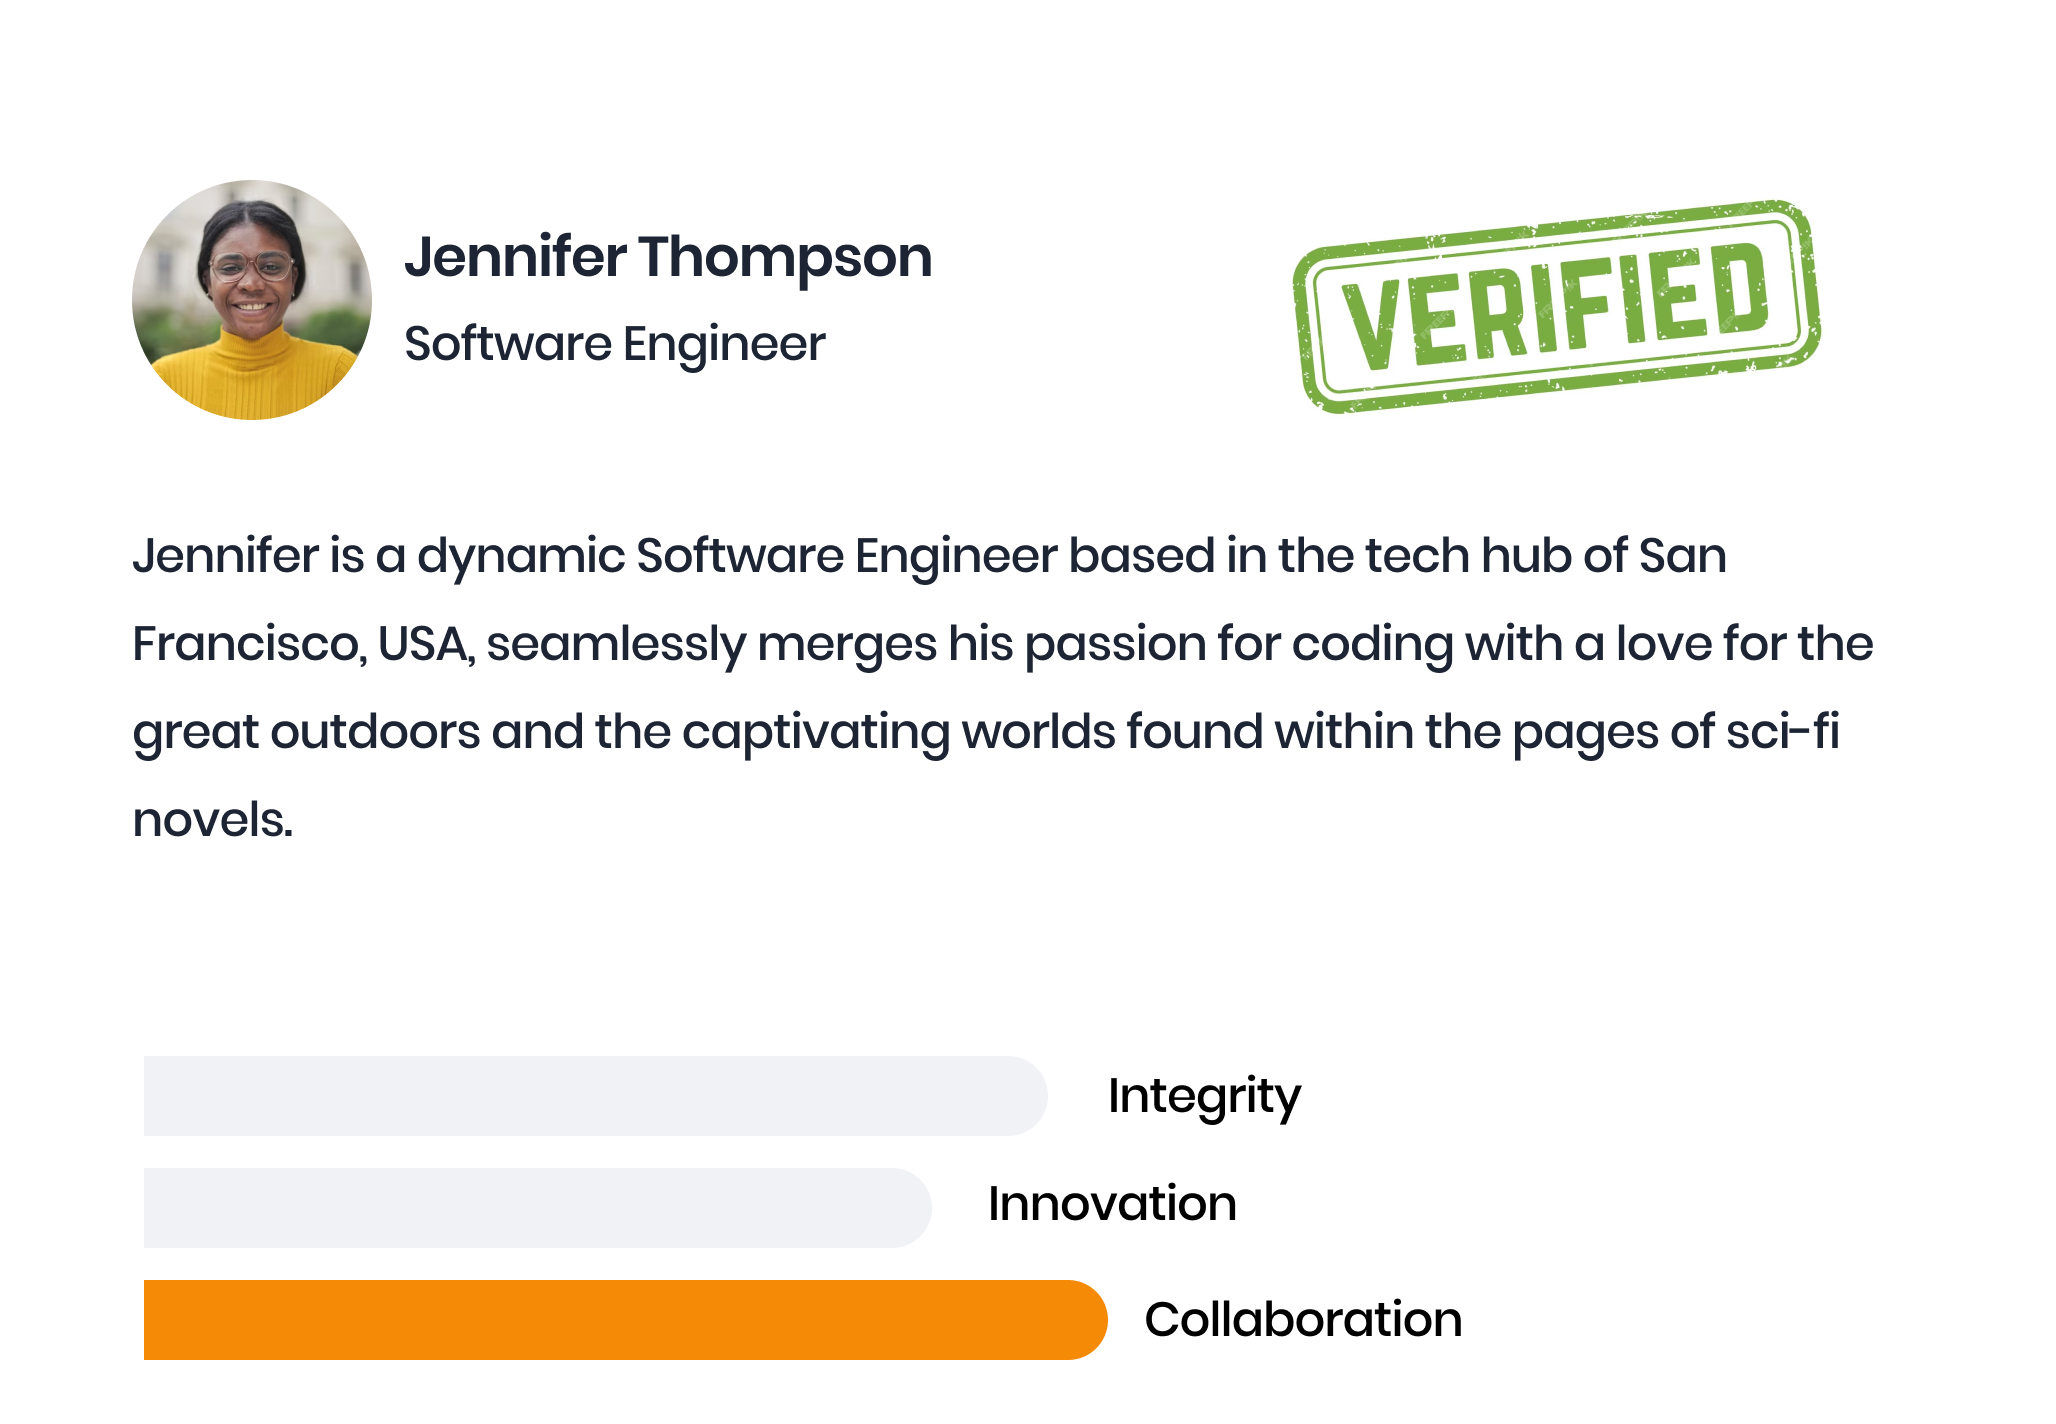 Jennifer Thompson
Software Engineer
VERIFIED
Jennifer is a dynamic Software Engineer based in the tech hub of San
Francisco, USA, seamlessly merges his passion for coding with a love for the
great outdoors and the captivating worlds found within the pages of sci-fi
novels.
Integrity
Innovation
Collaboration